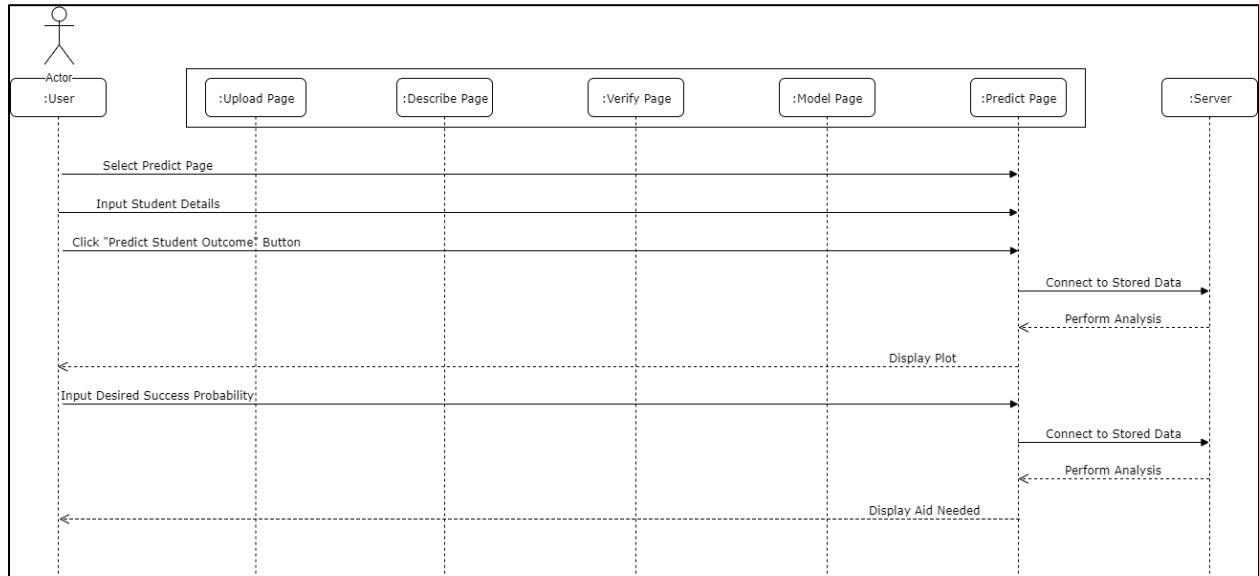 Actor
:User
:Upload Page
:Describe Page
:Verify Page
:Model Page
:Predict Page
:Server
Select Predict Page
Input Student Details
Click "Predict Student Outcome" Button
Connect to Stored Data
Perform Analysis
Display Plot
Input Desired Success Probability
Connect to Stored Data
Perform Analysis
Display Aid Needed